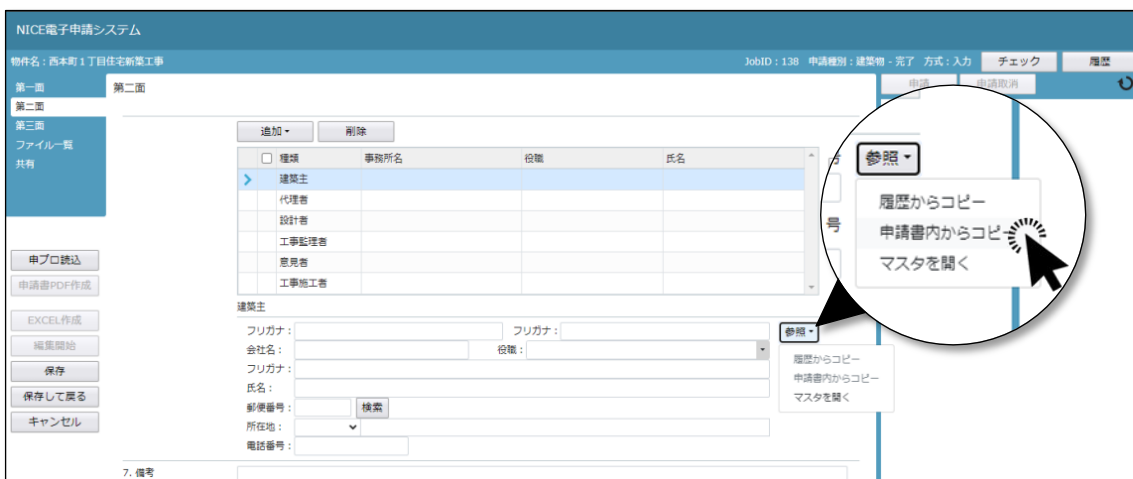 NICE電子申請システム
物件名：西本町１丁目住宅新築工事
JobID：138 申請種別：建築物 - 完了 方式：入力 チェック 履歴
第一面
第二面
第三面
ファイル一覧
共有
申プロ読込
申請書PDF作成
EXCEL作成
編集開始
保存
保存して戻る
キャンセル
第二面
追加 削除
種類 事務所名 役職 氏名
建築主
代理者
設計者
工事監理者
意見者
工事施工者
建築主
フリガナ： フリガナ： 参照
会社名： 役職：
フリガナ：
氏名：
郵便番号： 検索
所在地：
電話番号：
7. 備考
履歴からコピー
申請書内からコピー
マスタを開く
申請 申請取消
号
参照
履歴からコピー
申請書内からコピー
マスタを開く